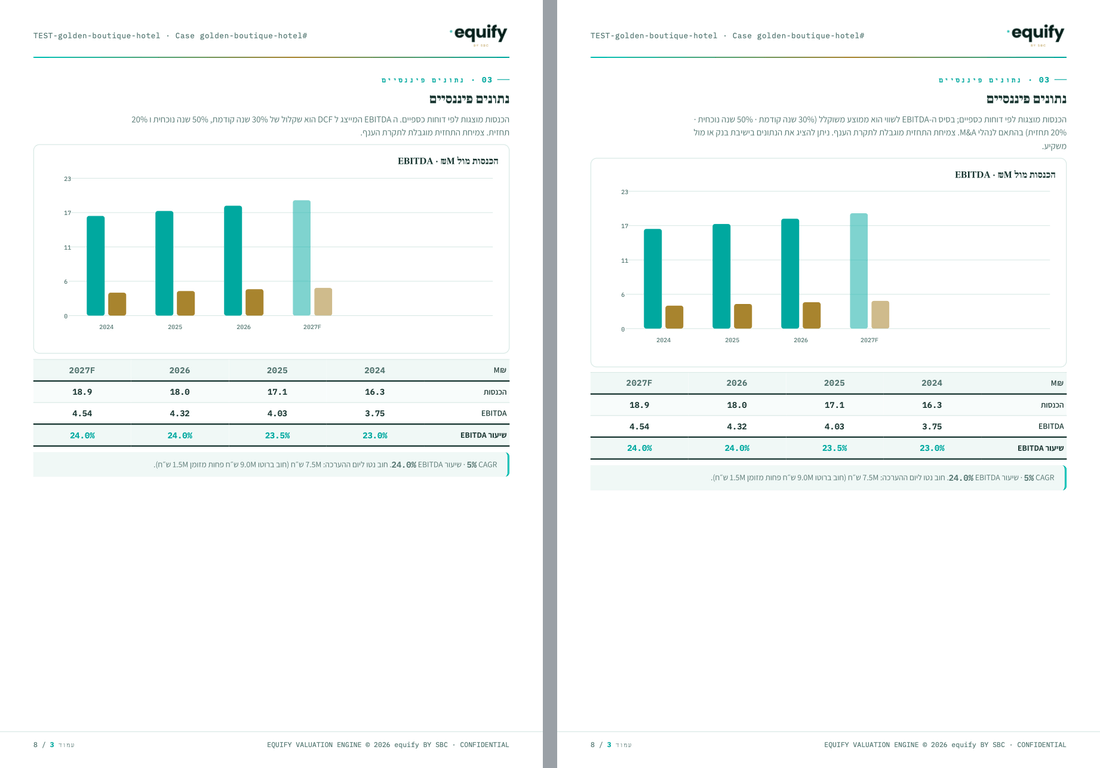 TEST-golden-boutique-hotel · Case golden-boutique-hotel#
equify
BY SBC
03 · נתונים פיננסיים
נתונים פיננסיים
הכנסות מוצגות לפי דוחות כספיים. ה EBITDA המייצג ל DCF הוא שקלול של 30% שנה קודמת, 50% שנה נוכחית ו 20%
תחזית. צמיחת התחזית מוגבלת לתקרת הענף.
הכנסות מול EBITDA · ₪M
23
17
11
6
0
2024
2025
2026
2027F
2027F 2026 2025 2024 ₪M
18.9 18.0 17.1 16.3 הכנסות
4.54 4.32 4.03 3.75 EBITDA
24.0% 24.0% 23.5% 23.0% שיעור EBITDA
CAGR 5% · שיעור EBITDA 24.0%. חוב נטו ליום ההערכה: 7.5M ש״ח (חוב ברוטו 9.0M ש״ח פחות מזומן 1.5M ש״ח).
עמוד 3 / 8
EQUIFY VALUATION ENGINE © 2026 equify BY SBC · CONFIDENTIAL
TEST-golden-boutique-hotel · Case golden-boutique-hotel#
equify
BY SBC
03 · נתונים פיננסיים
נתונים פיננסיים
הכנסות מוצגות לפי דוחות כספיים; בסיס ה-EBITDA לשווי הוא ממוצע משוקלל (30% שנה קודמת · 50% שנה נוכחית ·
20% תחזית) בהתאם לנהלי M&A. צמיחת התחזית מוגבלת לתקרת הענף. ניתן להציג את הנתונים בישיבת בנק או מול
משקיע.
הכנסות מול EBITDA · ₪M
23
17
11
6
0
2024
2025
2026
2027F
2027F 2026 2025 2024 ₪M
18.9 18.0 17.1 16.3 הכנסות
4.54 4.32 4.03 3.75 EBITDA
24.0% 24.0% 23.5% 23.0% שיעור EBITDA
CAGR 5% · שיעור EBITDA 24.0%. חוב נטו ליום ההערכה: 7.5M ש״ח (חוב ברוטו 9.0M ש״ח פחות מזומן 1.5M ש״ח).
עמוד 3 / 8
EQUIFY VALUATION ENGINE © 2026 equify BY SBC · CONFIDENTIAL